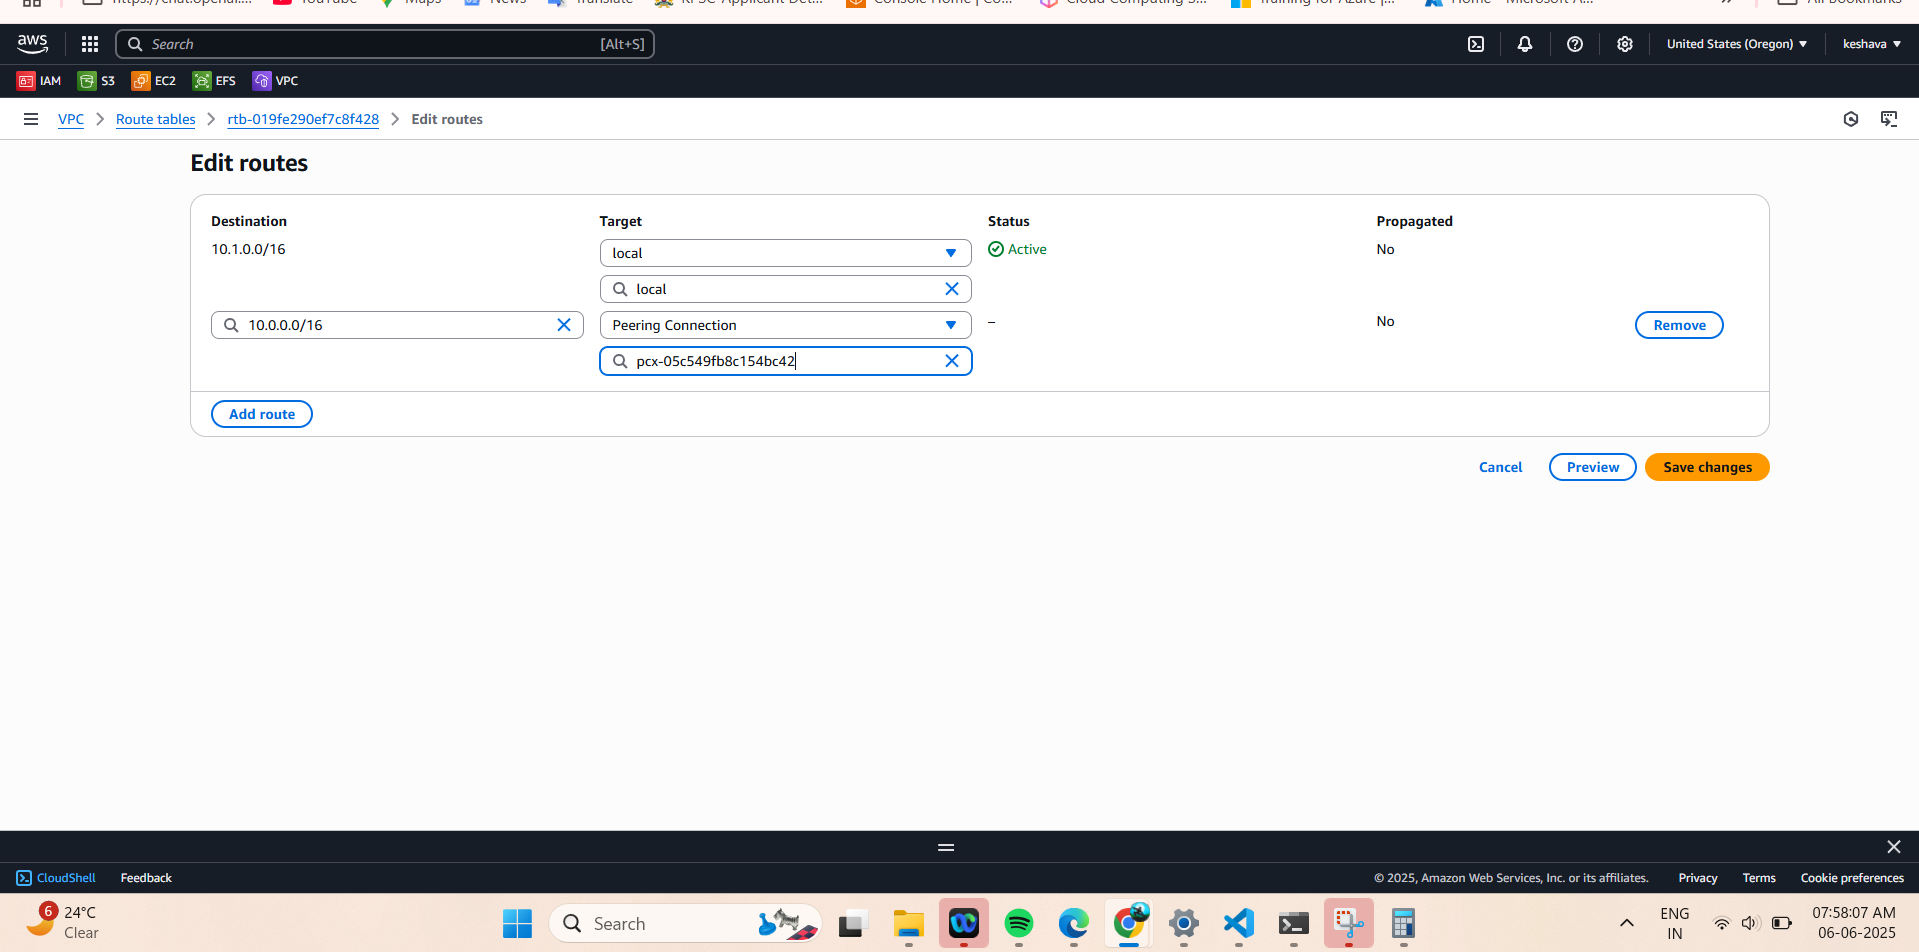 https://chat.openai.... YouTube Maps News Translate KPSC-Applicant Det... Console Home | Co... Cloud Computing S... Training for Azure |... Home - Microsoft A... » All Bookmarks
aws Search [Alt+S] United States (Oregon) keshava
IAM S3 EC2 EFS VPC
VPC Route tables rtb-019fe290ef7c8f428 Edit routes
Edit routes
Destination Target Status Propagated
10.1.0.0/16 local Active No
local
10.0.0.0/16 Peering Connection – No Remove
pcx-05c549fb8c154bc42
Add route
Cancel Preview Save changes
CloudShell Feedback © 2025, Amazon Web Services, Inc. or its affiliates. Privacy Terms Cookie preferences
6 24°C Search ENG 07:58:07 AM
Clear IN 06-06-2025